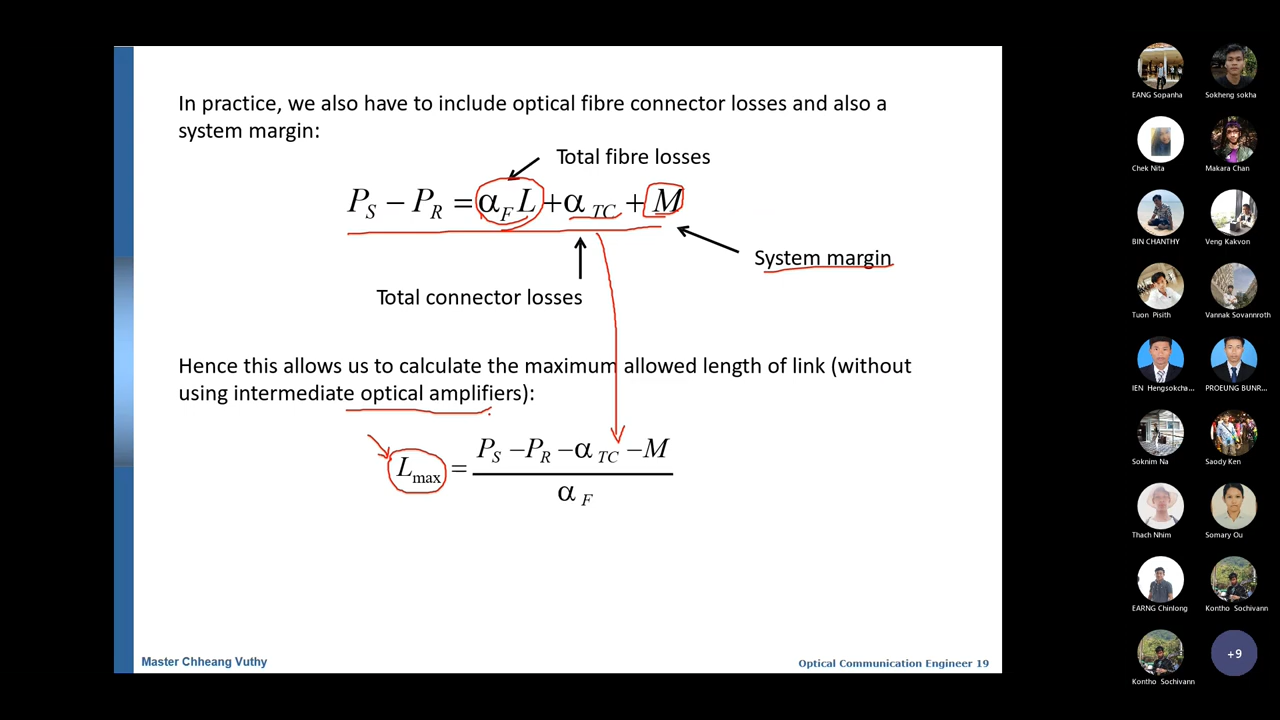 In practice, we also have to include optical fibre connector losses and also a
system margin:
Total fibre losses
P_S − P_R = α_F L + α_TC + M
System margin
Total connector losses
Hence this allows us to calculate the maximum allowed length of link (without
using intermediate optical amplifiers):
L_max = (P_S − P_R − α_TC − M) / α_F
Master Chheang Vuthy
Optical Communication Engineer 19
EANG Sopanha
Sokheng sokha
Chek Nita
Makara Chan
BIN CHANTHY
Veng Kakvon
Tuon Pisith
Vannak Sovannroth
IEN Hengsokcha...
PROEUNG BUNR...
Soknim Na
Saody Ken
Thach Nhim
Somary Ou
EARNG Chinlong
Kontho Sochivann
Kontho Sochivann
+9